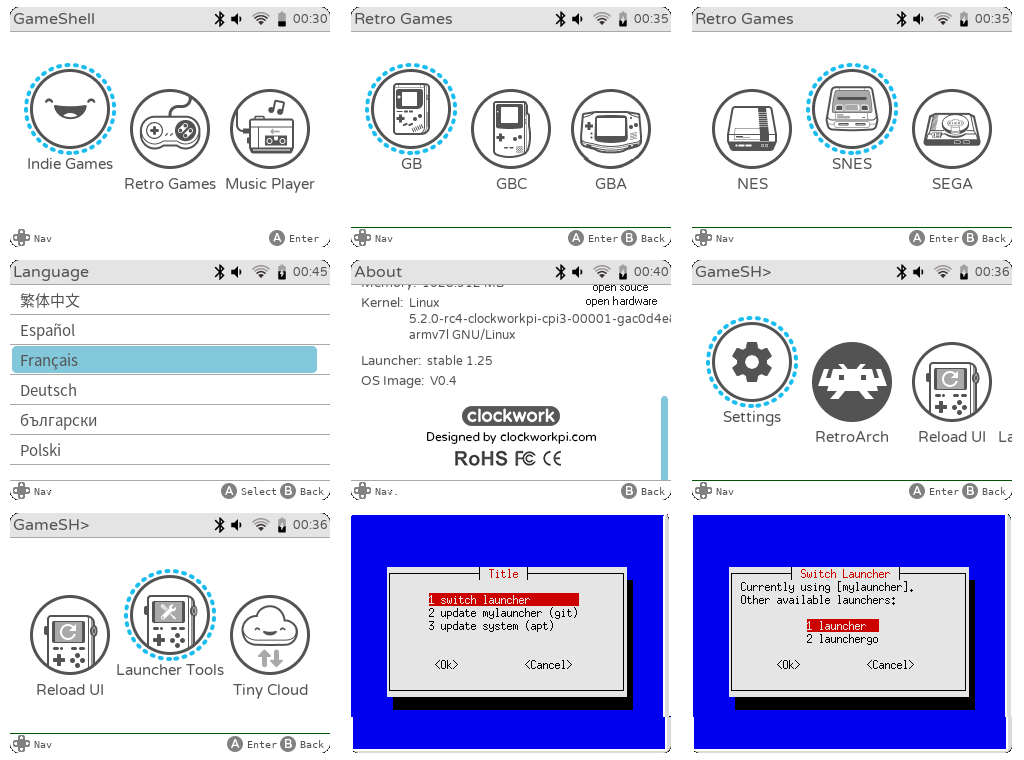 GameShell 00:30
Indie Games
Retro Games Music Player
Nav Enter
Retro Games 00:35
GB
GBC GBA
Nav Enter Back
Retro Games 00:35
SNES
NES SEGA
Nav Enter Back
Language 00:45
繁体中文
Español
Français
Deutsch
български
Polski
Nav A Select B Back
About 00:40
open souce
open hardware
Kernel: Linux
5.2.0-rc4-clockworkpi-cpi3-00001-gac0d4e8
armv7l GNU/Linux
Launcher: stable 1.25
OS Image: V0.4
clockwork
Designed by clockworkpi.com
RoHS FC CE
Nav. B Back
GameSH> 00:36
Settings
RetroArch Reload UI La
Nav A Enter B Back
GameSH> 00:36
Launcher Tools
Reload UI Tiny Cloud
Nav A Enter B Back
Title
1 switch launcher
2 update mylauncher (git)
3 update system (apt)
<Ok> <Cancel>
Switch Launcher
Currently using [mylauncher].
Other available launchers:
1 launcher
2 launchergo
<Ok> <Cancel>